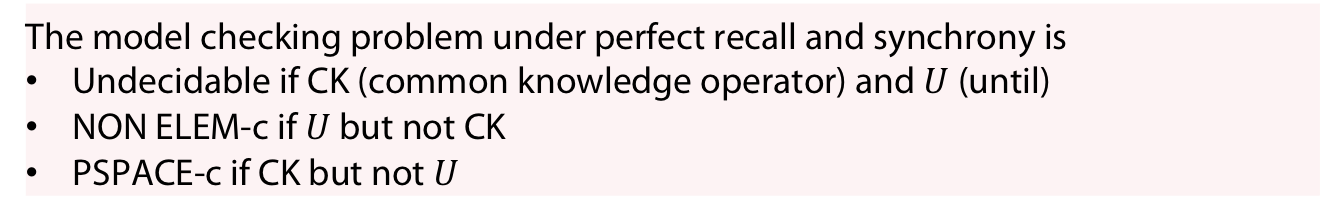 The model checking problem under perfect recall and synchrony is
• Undecidable if CK (common knowledge operator) and U (until)
• NON ELEM-c if U but not CK
• PSPACE-c if CK but not U